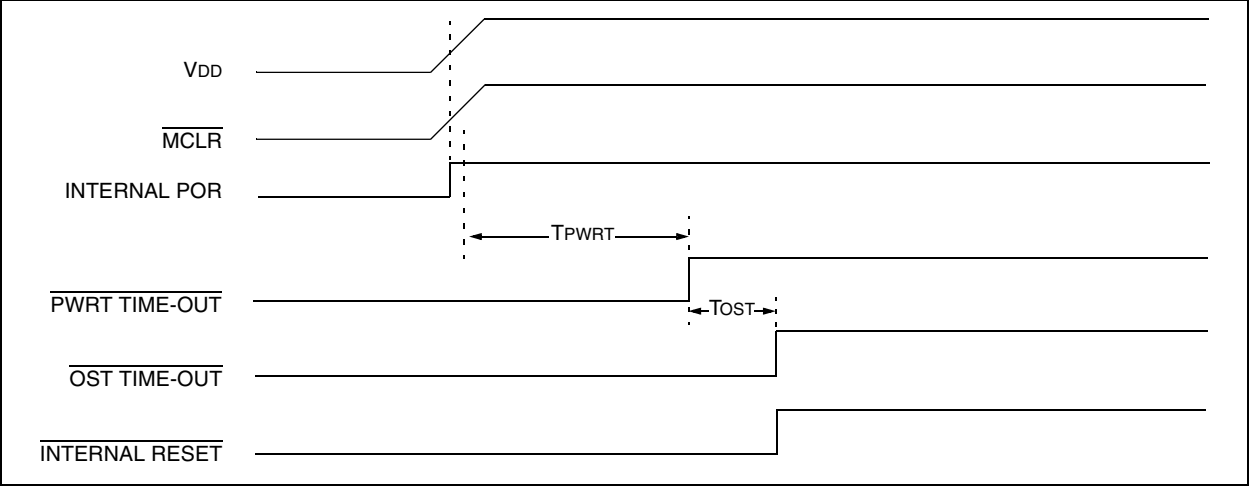 VDD
MCLR
INTERNAL POR
TPWRT
PWRT TIME-OUT
TOST
OST TIME-OUT
INTERNAL RESET